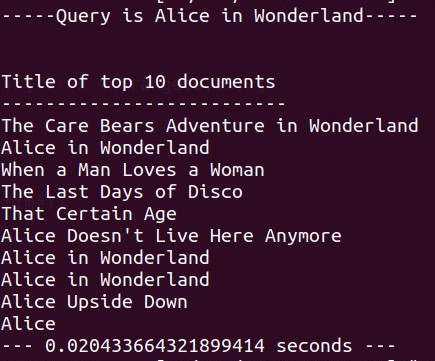 -----Query is Alice in Wonderland-----
Title of top 10 documents
--------------------------
The Care Bears Adventure in Wonderland
Alice in Wonderland
When a Man Loves a Woman
The Last Days of Disco
That Certain Age
Alice Doesn't Live Here Anymore
Alice in Wonderland
Alice in Wonderland
Alice Upside Down
Alice
--- 0.020433664321899414 seconds ---